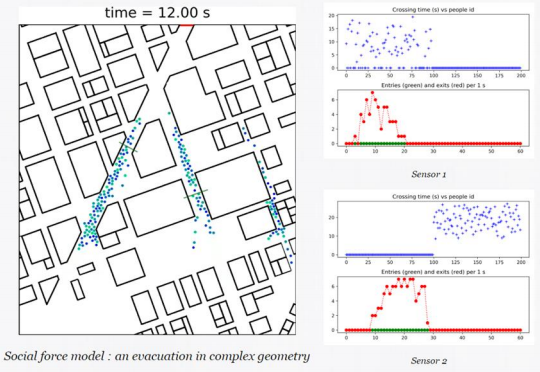 time = 12.00 s
Social force model : an evacuation in complex geometry
Crossing time (s) vs people id
20
15
10
5
0
0 25 50 75 100 125 150 175 200
Entries (green) and exits (red) per 1 s
6
4
2
0
0 10 20 30 40 50 60
Sensor 1
Crossing time (s) vs people id
20
10
0
0 25 50 75 100 125 150 175 200
Entries (green) and exits (red) per 1 s
6
4
2
0
0 10 20 30 40 50 60
Sensor 2